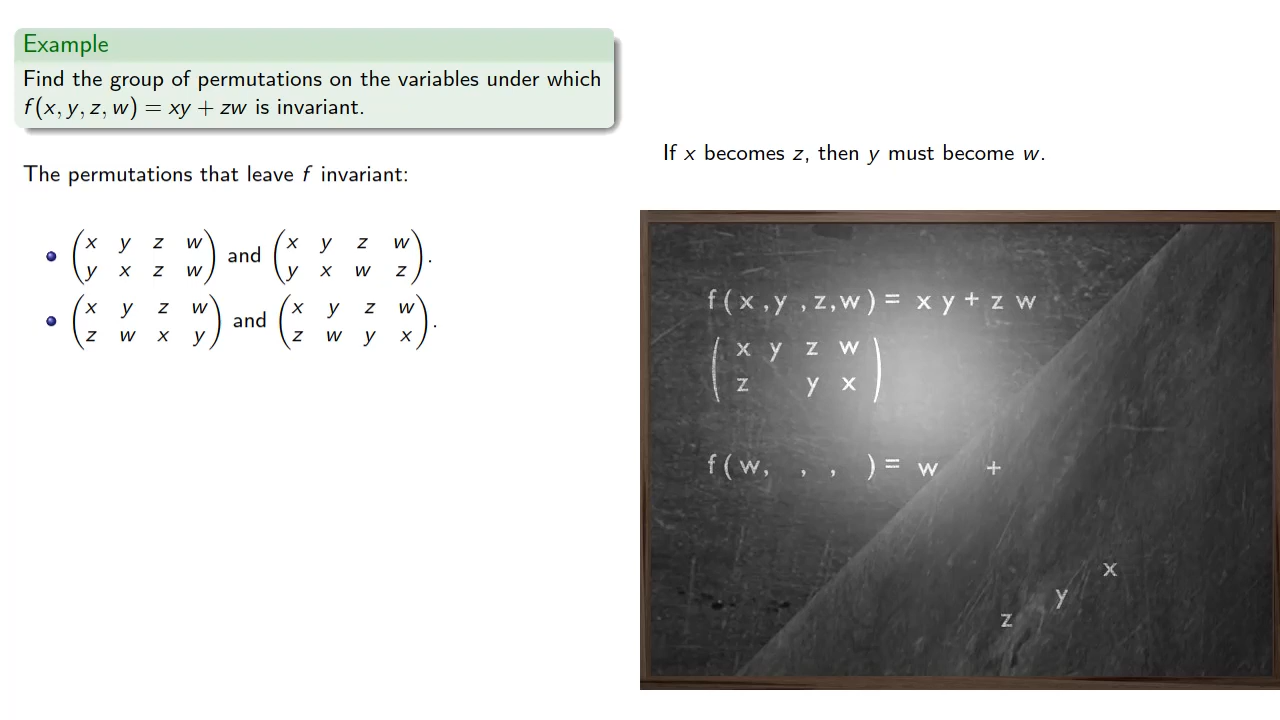 Example
Find the group of permutations on the variables under which
f(x, y, z, w) = xy + zw is invariant.
The permutations that leave f invariant:
x y z w
y x z w
and
x y z w
y x w z
.
x y z w
z w x y
and
x y z w
z w y x
.
If x becomes z, then y must become w.
f(x,y,z,w) = xy+zw
x y z w
z y x
f(w, , , ) = w +
x
y
z